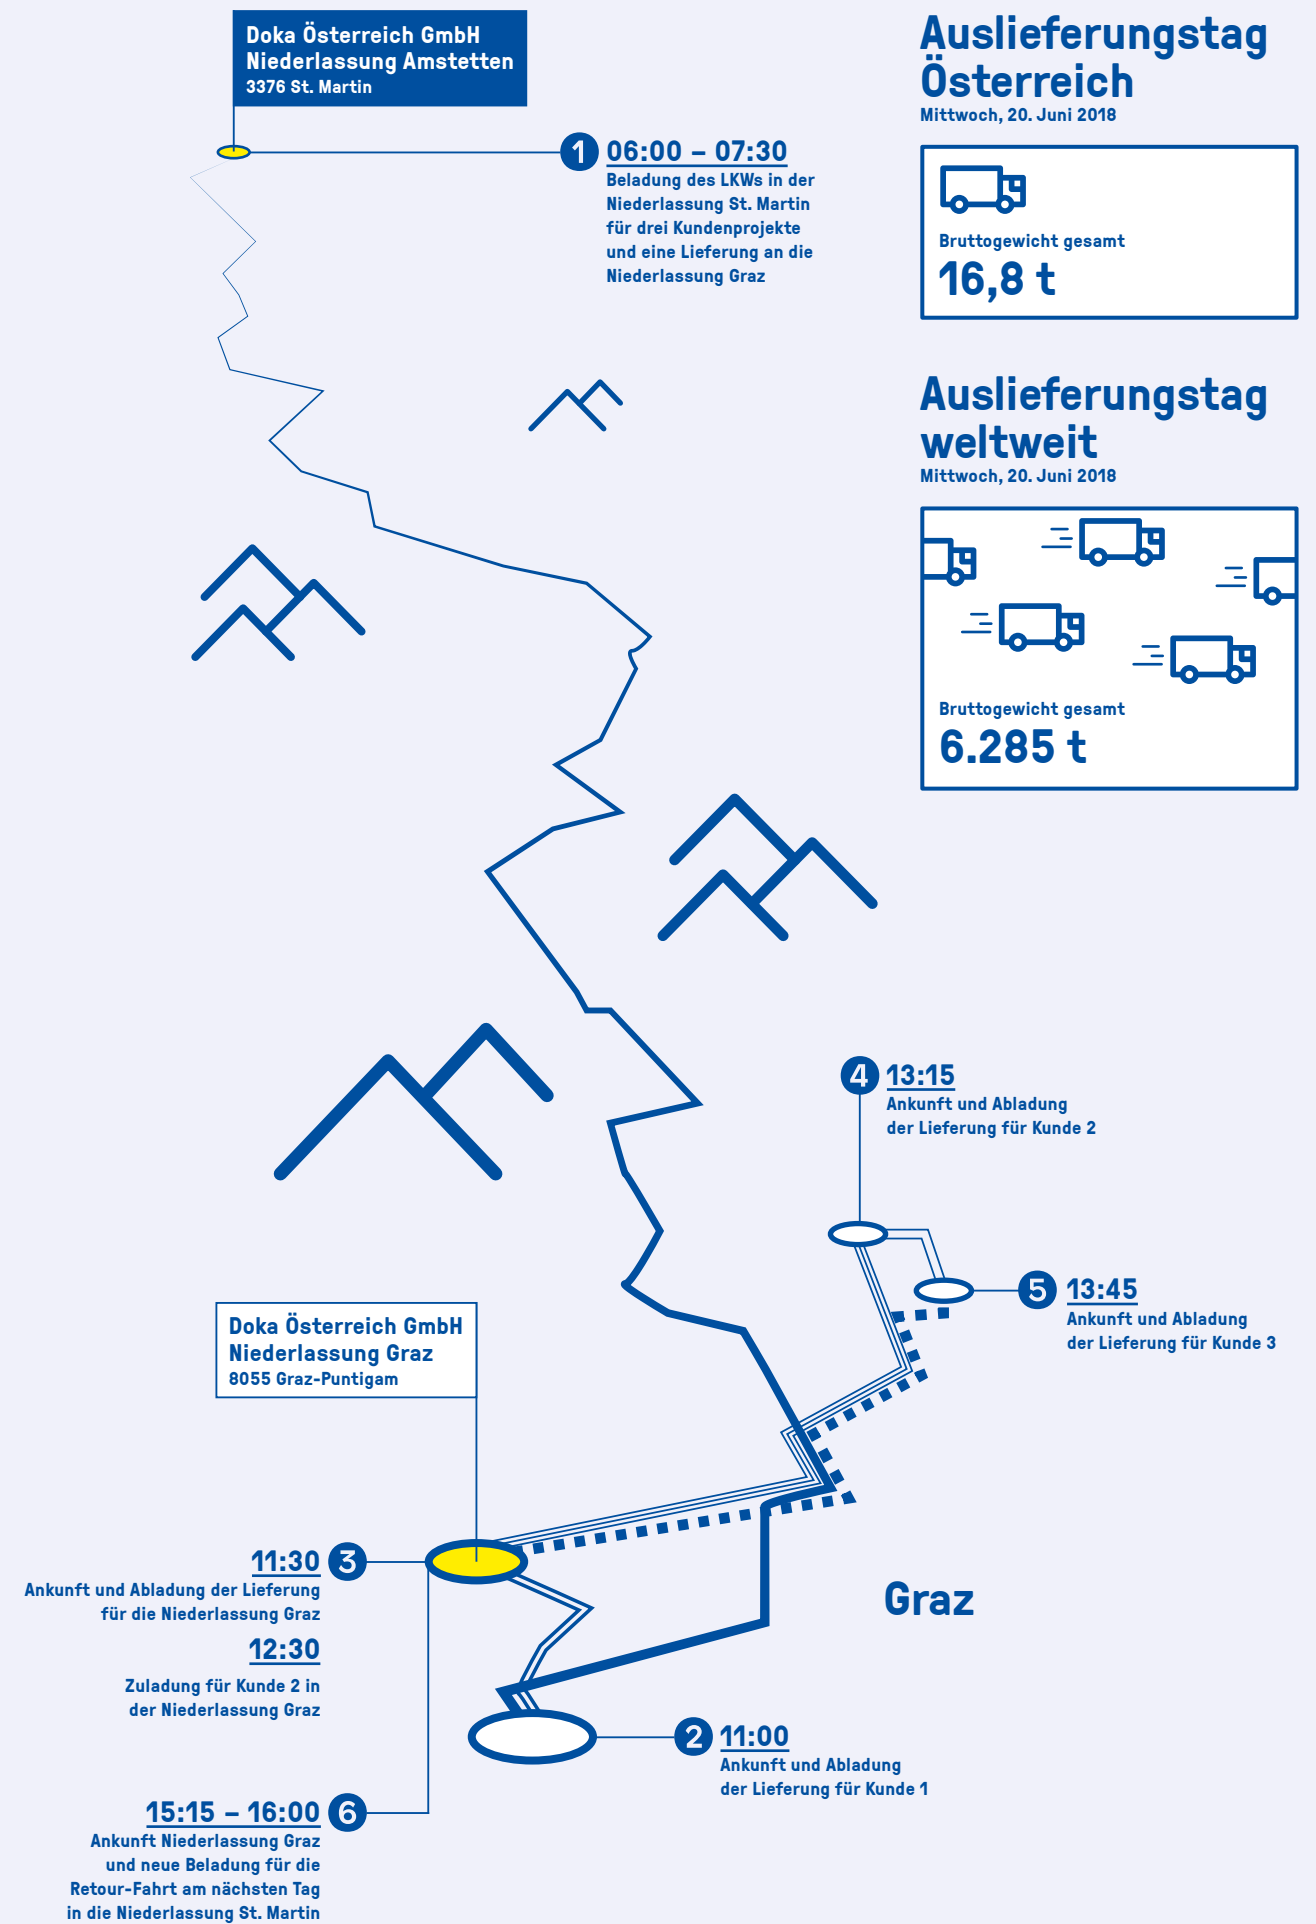 Doka Österreich GmbH
Niederlassung Amstetten
3376 St. Martin
1 06:00 – 07:30
Beladung des LKWs in der
Niederlassung St. Martin
für drei Kundenprojekte
und eine Lieferung an die
Niederlassung Graz
Auslieferungstag
Österreich
Mittwoch, 20. Juni 2018
Bruttogewicht gesamt
16,8 t
Auslieferungstag
weltweit
Mittwoch, 20. Juni 2018
Bruttogewicht gesamt
6.285 t
4 13:15
Ankunft und Abladung
der Lieferung für Kunde 2
5 13:45
Ankunft und Abladung
der Lieferung für Kunde 3
Doka Österreich GmbH
Niederlassung Graz
8055 Graz-Puntigam
11:30 3
Ankunft und Abladung der Lieferung
für die Niederlassung Graz
12:30
Zuladung für Kunde 2 in
der Niederlassung Graz
Graz
2 11:00
Ankunft und Abladung
der Lieferung für Kunde 1
15:15 – 16:00 6
Ankunft Niederlassung Graz
und neue Beladung für die
Retour-Fahrt am nächsten Tag
in die Niederlassung St. Martin